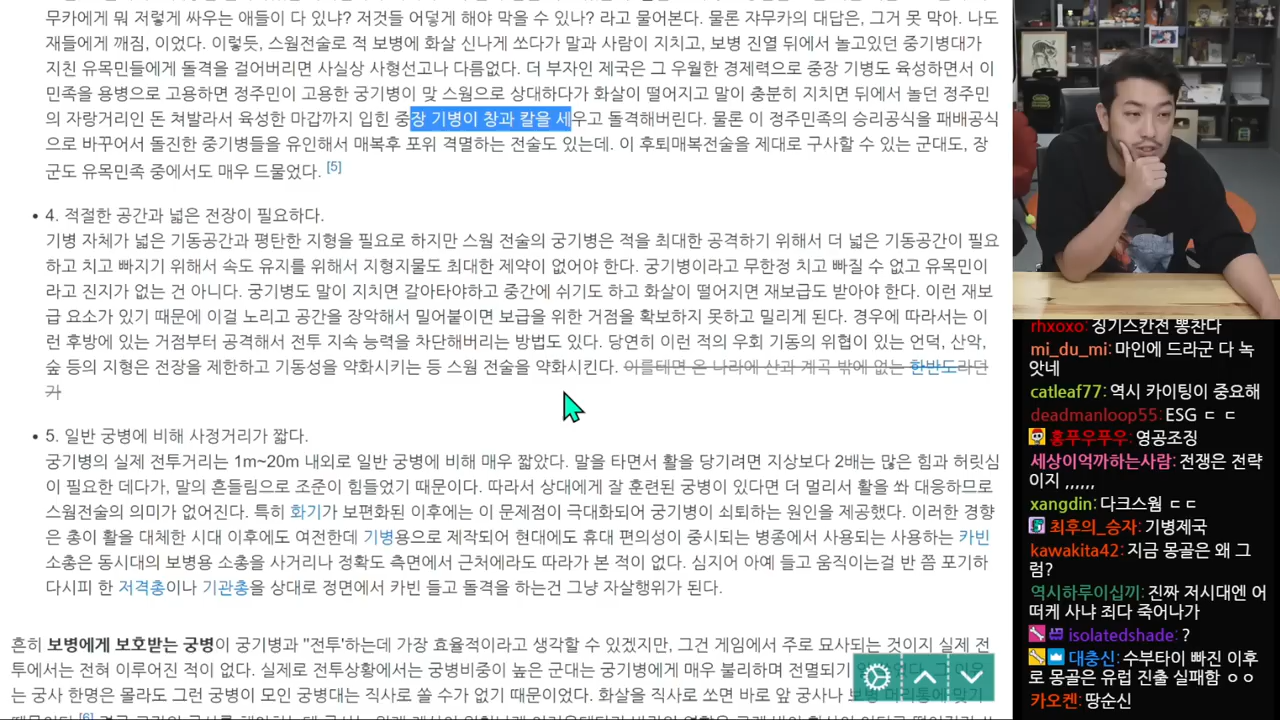 무카에게 뭐 저렇게 싸우는 애들이 다 있냐? 저것들 어떻게 해야 막을 수 있나? 라고 물어본다. 물론 쟈무카의 대답은, 그거 못 막아. 나도
쟤들에게 깨짐, 이었다. 이렇듯, 스웜전술로 적 보병에 화살 신나게 쏘다가 말과 사람이 지치고, 보병 진열 뒤에서 놀고있던 중기병대가
지친 유목민들에게 돌격을 걸어버리면 사실상 사형선고나 다름없다. 더 부자인 제국은 그 우월한 경제력으로 중장 기병도 육성하면서 이
민족을 용병으로 고용하면 정주민이 고용한 궁기병이 맞 스웜으로 상대하다가 화살이 떨어지고 말이 충분히 지치면 뒤에서 놀던 정주민
의 자랑거리인 돈 쳐발라서 육성한 마갑까지 입힌 중장 기병이 창과 칼을 세우고 돌격해버린다. 물론 이 정주민족의 승리공식을 패배공식
으로 바꾸어서 돌진한 중기병들을 유인해서 매복후 포위 격멸하는 전술도 있는데. 이 후퇴매복전술을 제대로 구사할 수 있는 군대도, 장
군도 유목민족 중에서도 매우 드물었다. [5]
• 4. 적절한 공간과 넓은 전장이 필요하다.
기병 자체가 넓은 기동공간과 평탄한 지형을 필요로 하지만 스웜 전술의 궁기병은 적을 최대한 공격하기 위해서 더 넓은 기동공간이 필요
하고 치고 빠지기 위해서 속도 유지를 위해서 지형지물도 최대한 제약이 없어야 한다. 궁기병이라고 무한정 치고 빠질 수 없고 유목민이
라고 진지가 없는 건 아니다. 궁기병도 말이 지치면 갈아타야하고 중간에 쉬기도 하고 화살이 떨어지면 재보급도 받아야 한다. 이런 재보
급 요소가 있기 때문에 이걸 노리고 공간을 장악해서 밀어붙이면 보급을 위한 거점을 확보하지 못하고 밀리게 된다. 경우에 따라서는 이
런 후방에 있는 거점부터 공격해서 전투 지속 능력을 차단해버리는 방법도 있다. 당연히 이런 적의 우회 기동의 위협이 있는 언덕, 산악,
숲 등의 지형은 전장을 제한하고 기동성을 약화시키는 등 스웜 전술을 약화시킨다. 이를테면 온 나라에 산과 계곡 밖에 없는 한반도라던
가
• 5. 일반 궁병에 비해 사정거리가 짧다.
궁기병의 실제 전투거리는 1m~20m 내외로 일반 궁병에 비해 매우 짧았다. 말을 타면서 활을 당기려면 지상보다 2배는 많은 힘과 허릿심
이 필요한 데다가, 말의 흔들림으로 조준이 힘들었기 때문이다. 따라서 상대에게 잘 훈련된 궁병이 있다면 더 멀리서 활을 쏴 대응하므로
스웜전술의 의미가 없어진다. 특히 화기가 보편화된 이후에는 이 문제점이 극대화되어 궁기병이 쇠퇴하는 원인을 제공했다. 이러한 경향
은 총이 활을 대체한 시대 이후에도 여전한데 기병용으로 제작되어 현대에도 휴대 편의성이 중시되는 병종에서 사용되는 사용하는 카빈
소총은 동시대의 보병용 소총을 사거리나 정확도 측면에서 근처에라도 따라가 본 적이 없다. 심지어 아예 들고 움직이는걸 반 쯤 포기하
다시피 한 저격총이나 기관총을 상대로 장면에서 카빈 들고 돌격을 하는건 그냥 자살행위가 된다.
흔히 보병에게 보호받는 궁병이 궁기병과 "전투'하는데 가장 효율적이라고 생각할 수 있겠지만, 그건 게임에서 주로 묘사되는 것이지 실제 전
투에서는 전혀 이루어진 적이 없다. 실제로 전투상황에서는 궁병비중이 높은 군대는 궁기병에게 매우 불리하며 전멸되기
는 궁사 한명은 몰라도 그런 궁병이 모인 궁병대는 직사로 쏠 수가 없기 때문이었다. 화살을 직사로 쏘면 바로 앞 궁사나 보병 머리통에 맞기
때문이다. [6]
rhxoxo: 징기스칸전 뽕찬다
mi_du_mi: 마인에 드라군 다 녹
앗네
catleaf77: 역시 카이팅이 중요해
deadmanloop55: ESG ㄷ ㄷ
홍푸우푸우: 영공조징
세상이억까하는사람: 전쟁은 전략
이지 ,,,,,,
xangdin: 다크스웜 ㄷㄷ
최후의_승자: 기병제국
kawakita42: 지금 몽골은 왜 그
럼?
역시하루이십끼: 진짜 저시대엔 어
떠케 사냐 죄다 죽어나가
isolatedshade: ?
대충신: 수부타이 빠진 이후
로 몽골은 유럽 진출 실패함 ㅇㅇ
카오켄: 땅순신